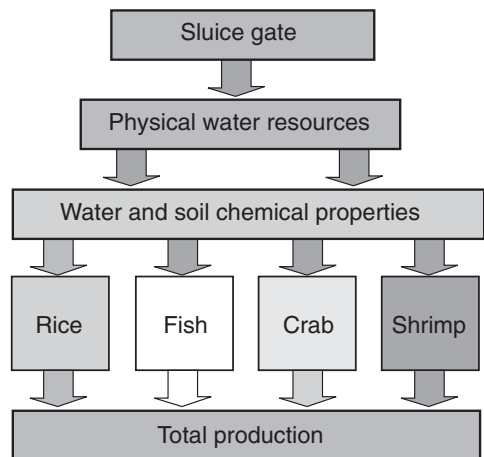 Sluice gate
Physical water resources
Water and soil chemical properties
Rice
Fish
Crab
Shrimp
Total production